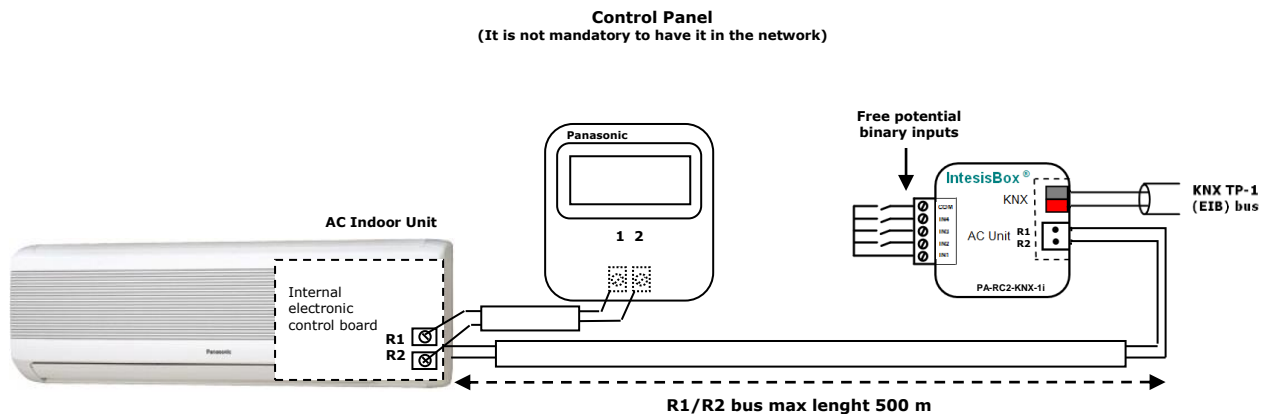 Control Panel
(It is not mandatory to have it in the network)
Free potential
binary inputs
Panasonic
IntesisBox ®
KNX
KNX TP-1
(EIB) bus
COM
IN4
IN3
IN2
IN1
AC Unit
R1
R2
PA-RC2-KNX-1i
AC Indoor Unit
1 2
Internal
electronic
control board
R1
R2
Panasonic
R1/R2 bus max lenght 500 m